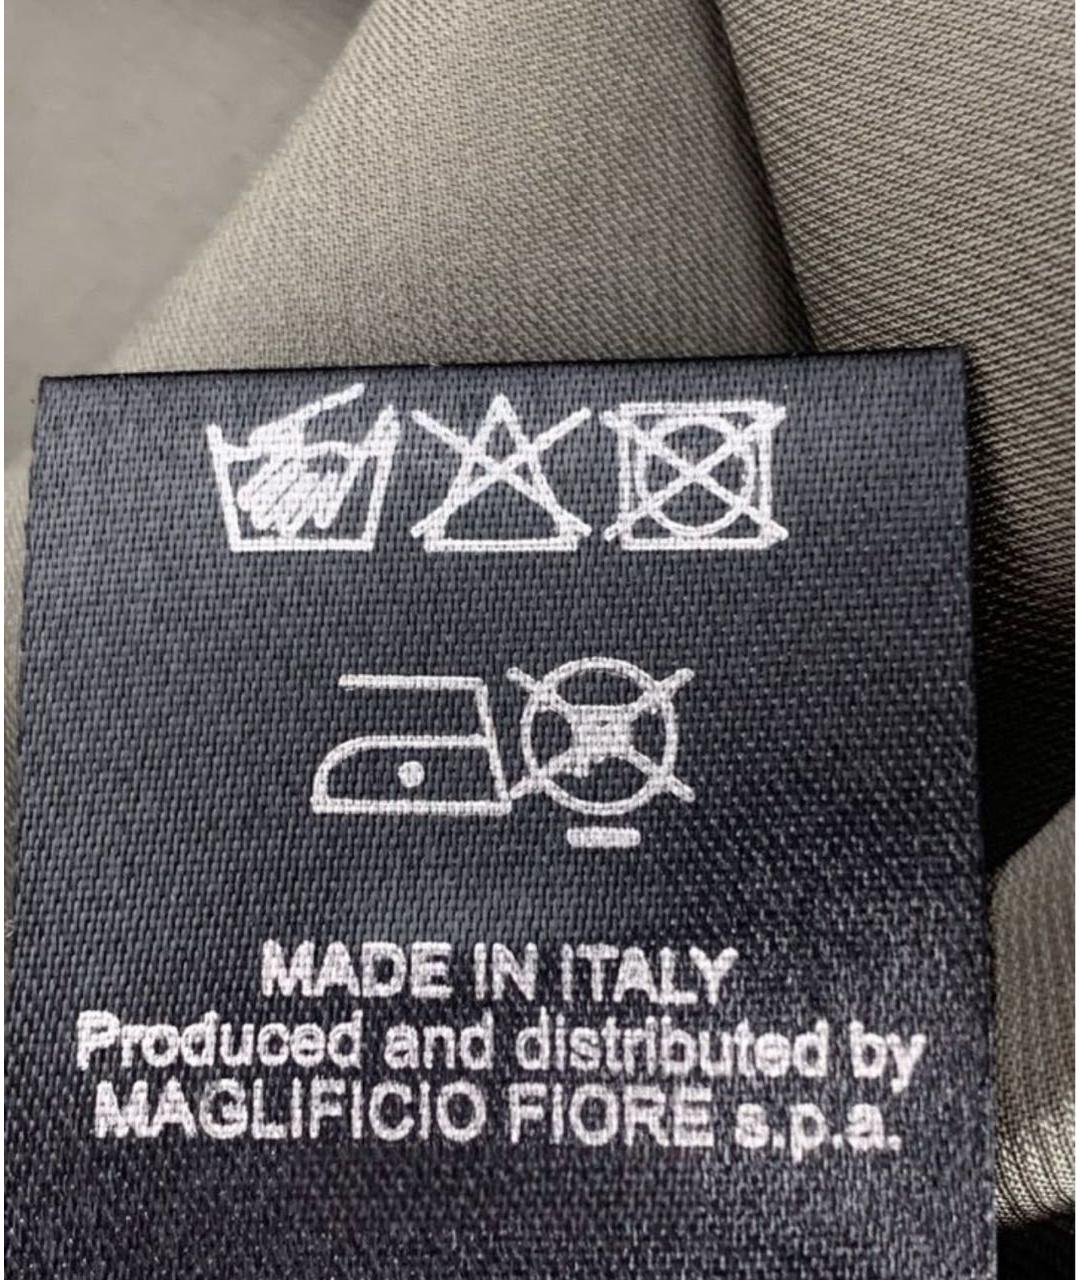 MADE IN ITALY
Produced and distributed by
MAGLIFICIO FIORE s.p.a.